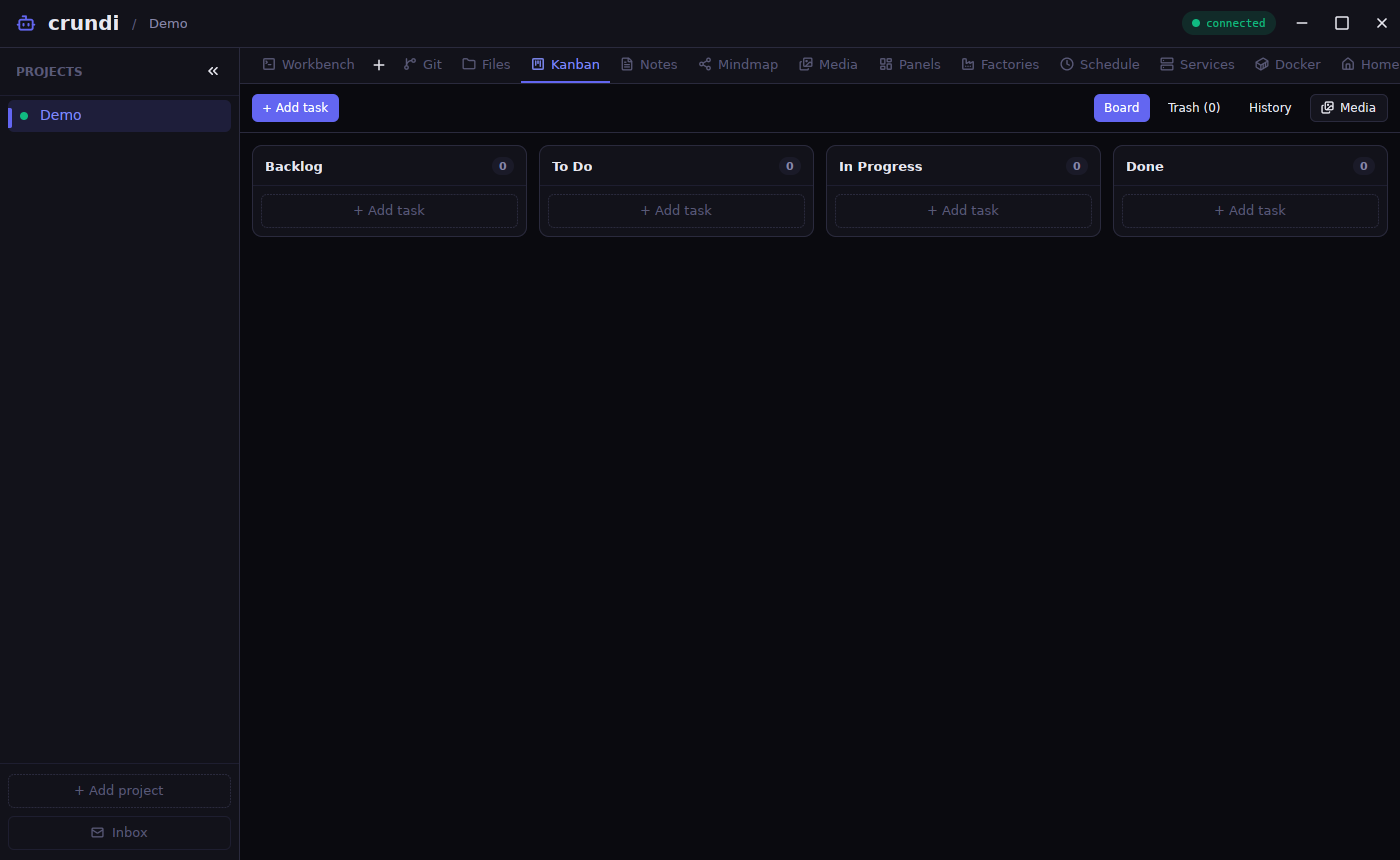 crundi / Demo
connected
PROJECTS
Workbench
Git
Files
Kanban
Notes
Mindmap
Media
Panels
Factories
Schedule
Services
Docker
Home
Demo
+ Add task
Board
Trash (0)
History
Media
Backlog 0
+ Add task
To Do 0
+ Add task
In Progress 0
+ Add task
Done 0
+ Add task
+ Add project
Inbox